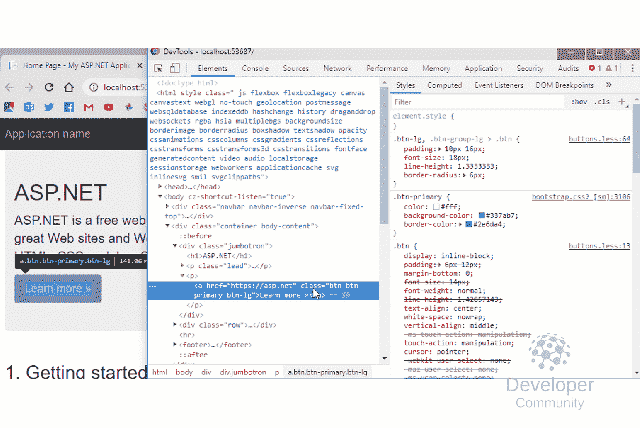 Home Page - My ASP.NET Applic
localhost:53
Application name
ASP.NET
ASP.NET is a free web
great Web sites and W
a.btn.btn-primary.btn-lg
Learn more »
1. Getting started
DevTools - localhost:53687/
Elements Console Sources Network Performance Memory Application Security Audits 1 1
<!doctype html>
<html style class=" js flexbox flexboxlegacy canvas
canvastext webgl no-touch geolocation postmessage
websqldatabase indexeddb hashchange history draganddrop
websockets rgba hsla multiplebgs backgroundsize
borderimage borderradius boxshadow textshadow opacity
cssanimations csscolumns cssgradients cssreflections
csstransforms csstransforms3d csstransitions fontface
generatedcontent video audio localstorage
sessionstorage webworkers applicationcache svg
inlinesvg smil svgclippaths">
<head>…</head>
<body cz-shortcut-listen="true">
<div class="navbar navbar-inverse navbar-fixed-
top">…</div>
<div class="container body-content">
::before
<div class="jumbotron">
<h1>ASP.NET</h1>
<p class="lead">…</p>
<p>
<a href="https://asp.net" class="btn btn-
primary btn-lg">Learn more == $0
</p>
</div>
<div class="row">…</div>
<hr>
<footer>…</footer>
::after
html body div div.jumbotron p a.btn.btn-primary.btn-lg
Styles Computed Event Listeners DOM Breakpoints »
Filter :hov .cls +
element.style {
}
.btn-lg, .btn-group-lg > .btn { buttons.less:64
padding: 10px 16px;
font-size: 18px;
line-height: 1.3333333;
border-radius: 6px;
}
.btn-primary {
color: #fff;
background-color: #337ab7;
border-color: #2e6da4;
}
.btn { buttons.less:13
display: inline-block;
padding: 6px 12px;
margin-bottom: 0;
font-size: 14px;
font-weight: normal;
line-height: 1.42857143;
text-align: center;
white-space: nowrap;
vertical-align: middle;
-ms-touch-action: manipulation;
touch-action: manipulation;
cursor: pointer;
-webkit-user-select: none;
-moz-user-select: none;
-ms-user-select: none;
Developer
Community